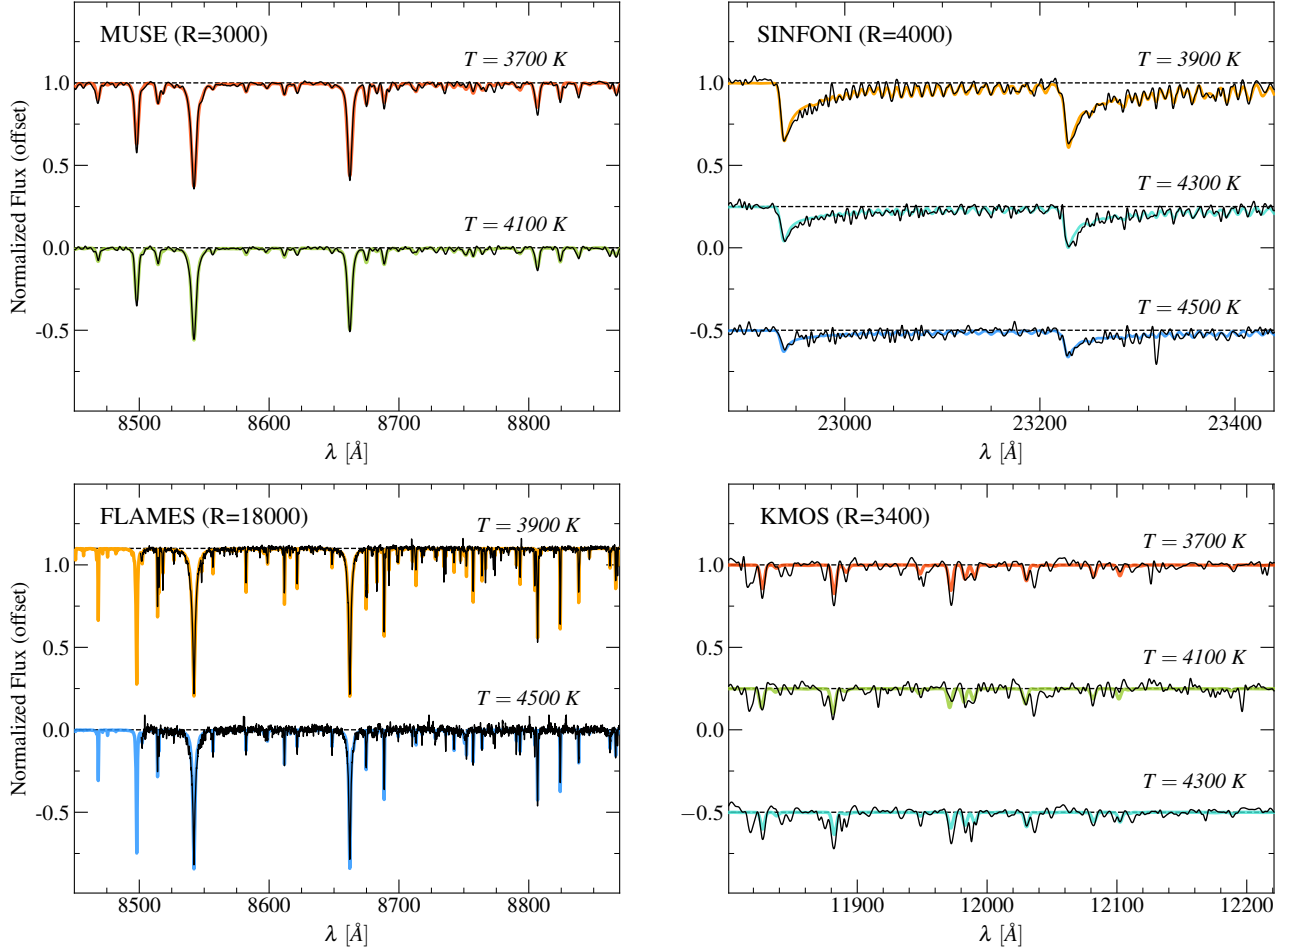 MUSE (R=3000)
T = 3700 K
T = 4100 K
1.0
0.5
0.0
-0.5
Normalized Flux (offset)
8500
8600
8700
8800
λ [Å]
SINFONI (R=4000)
T = 3900 K
T = 4300 K
T = 4500 K
1.0
0.5
0.0
-0.5
23000
23200
23400
λ [Å]
FLAMES (R=18000)
T = 3900 K
T = 4500 K
1.0
0.5
0.0
-0.5
Normalized Flux (offset)
8500
8600
8700
8800
λ [Å]
KMOS (R=3400)
T = 3700 K
T = 4100 K
T = 4300 K
1.0
0.5
0.0
−0.5
11900
12000
12100
12200
λ [Å]